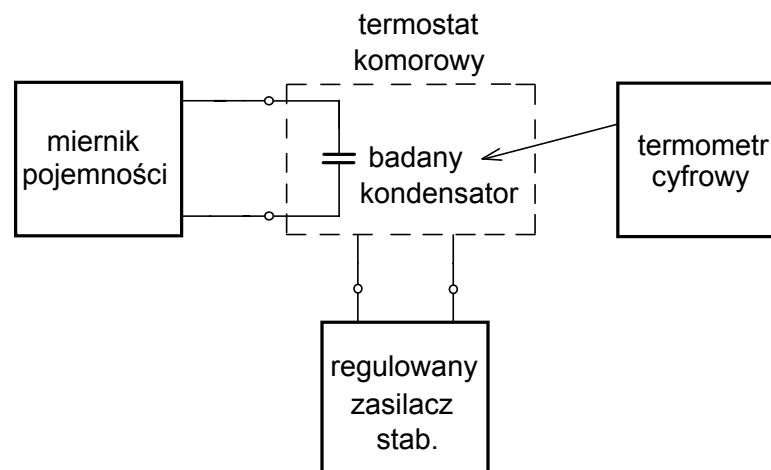 termostat
komorowy
miernik
pojemności
badany
kondensator
termometr
cyfrowy
regulowany
zasilacz
stab.